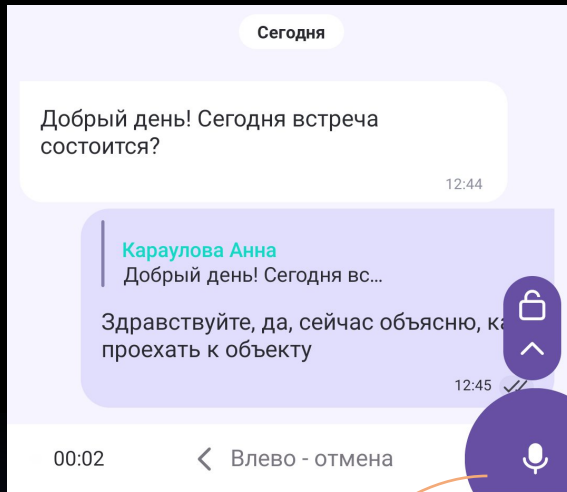 Сегодня
Добрый день! Сегодня встреча
состоится?
12:44
Караулова Анна
Добрый день! Сегодня вс...
Здравствуйте, да, сейчас объясню,
проехать к объекту
12:45
00:02
Влево - отмена